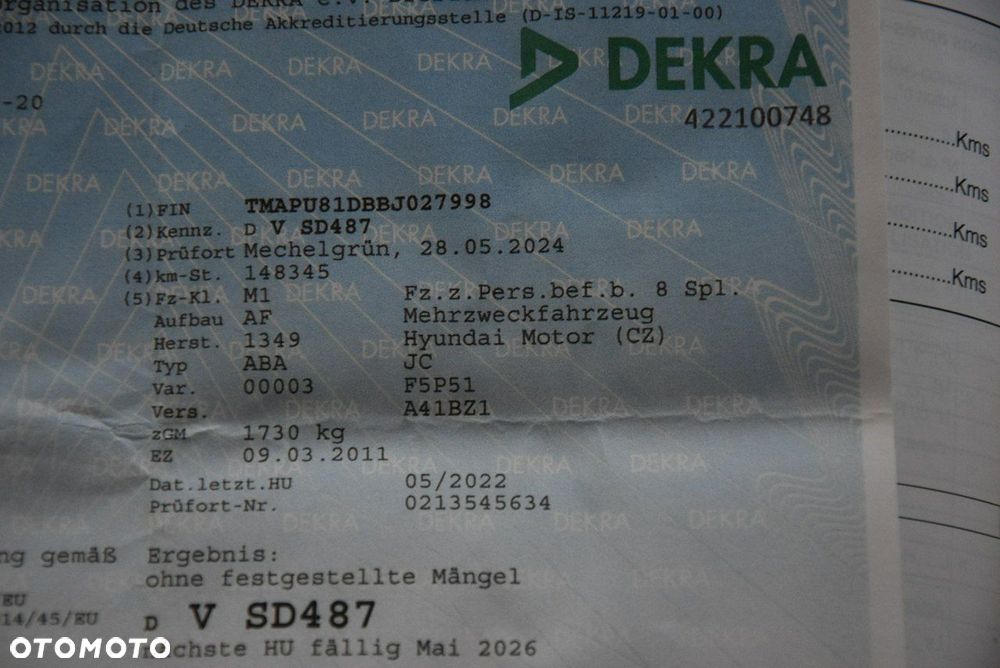 organisation des DEKRA e.V.
2012 durch die Deutsche Akkreditierungsstelle (D-IS-11219-01-00)
DEKRA
422100748
-20
(1) FIN TMAPU81DBBJ027998
(2) Kennz. D V SD487
(3) Prüfort Mechelgrün, 28.05.2024
(4) km-St. 148345
(5) Fz-Kl. M1 Fz.z.Pers.bef.b. 8 Spl.
Aufbau AF Mehrzweckfahrzeug
Herst. 1349 Hyundai Motor (CZ)
Typ ABA JC
Var. 00003 F5P51
Vers. A41BZ1
zGM 1730 kg
EZ 09.03.2011
Dat.letzt.HU 05/2022
Prüfort-Nr. 0213545634
ng gemäß Ergebnis:
ohne festgestellte Mängel
EU
14/45/EU D V SD487
nächste HU fällig Mai 2026
OTOMOTO
..............Kms
..............Kms
..............Kms
..............Kms